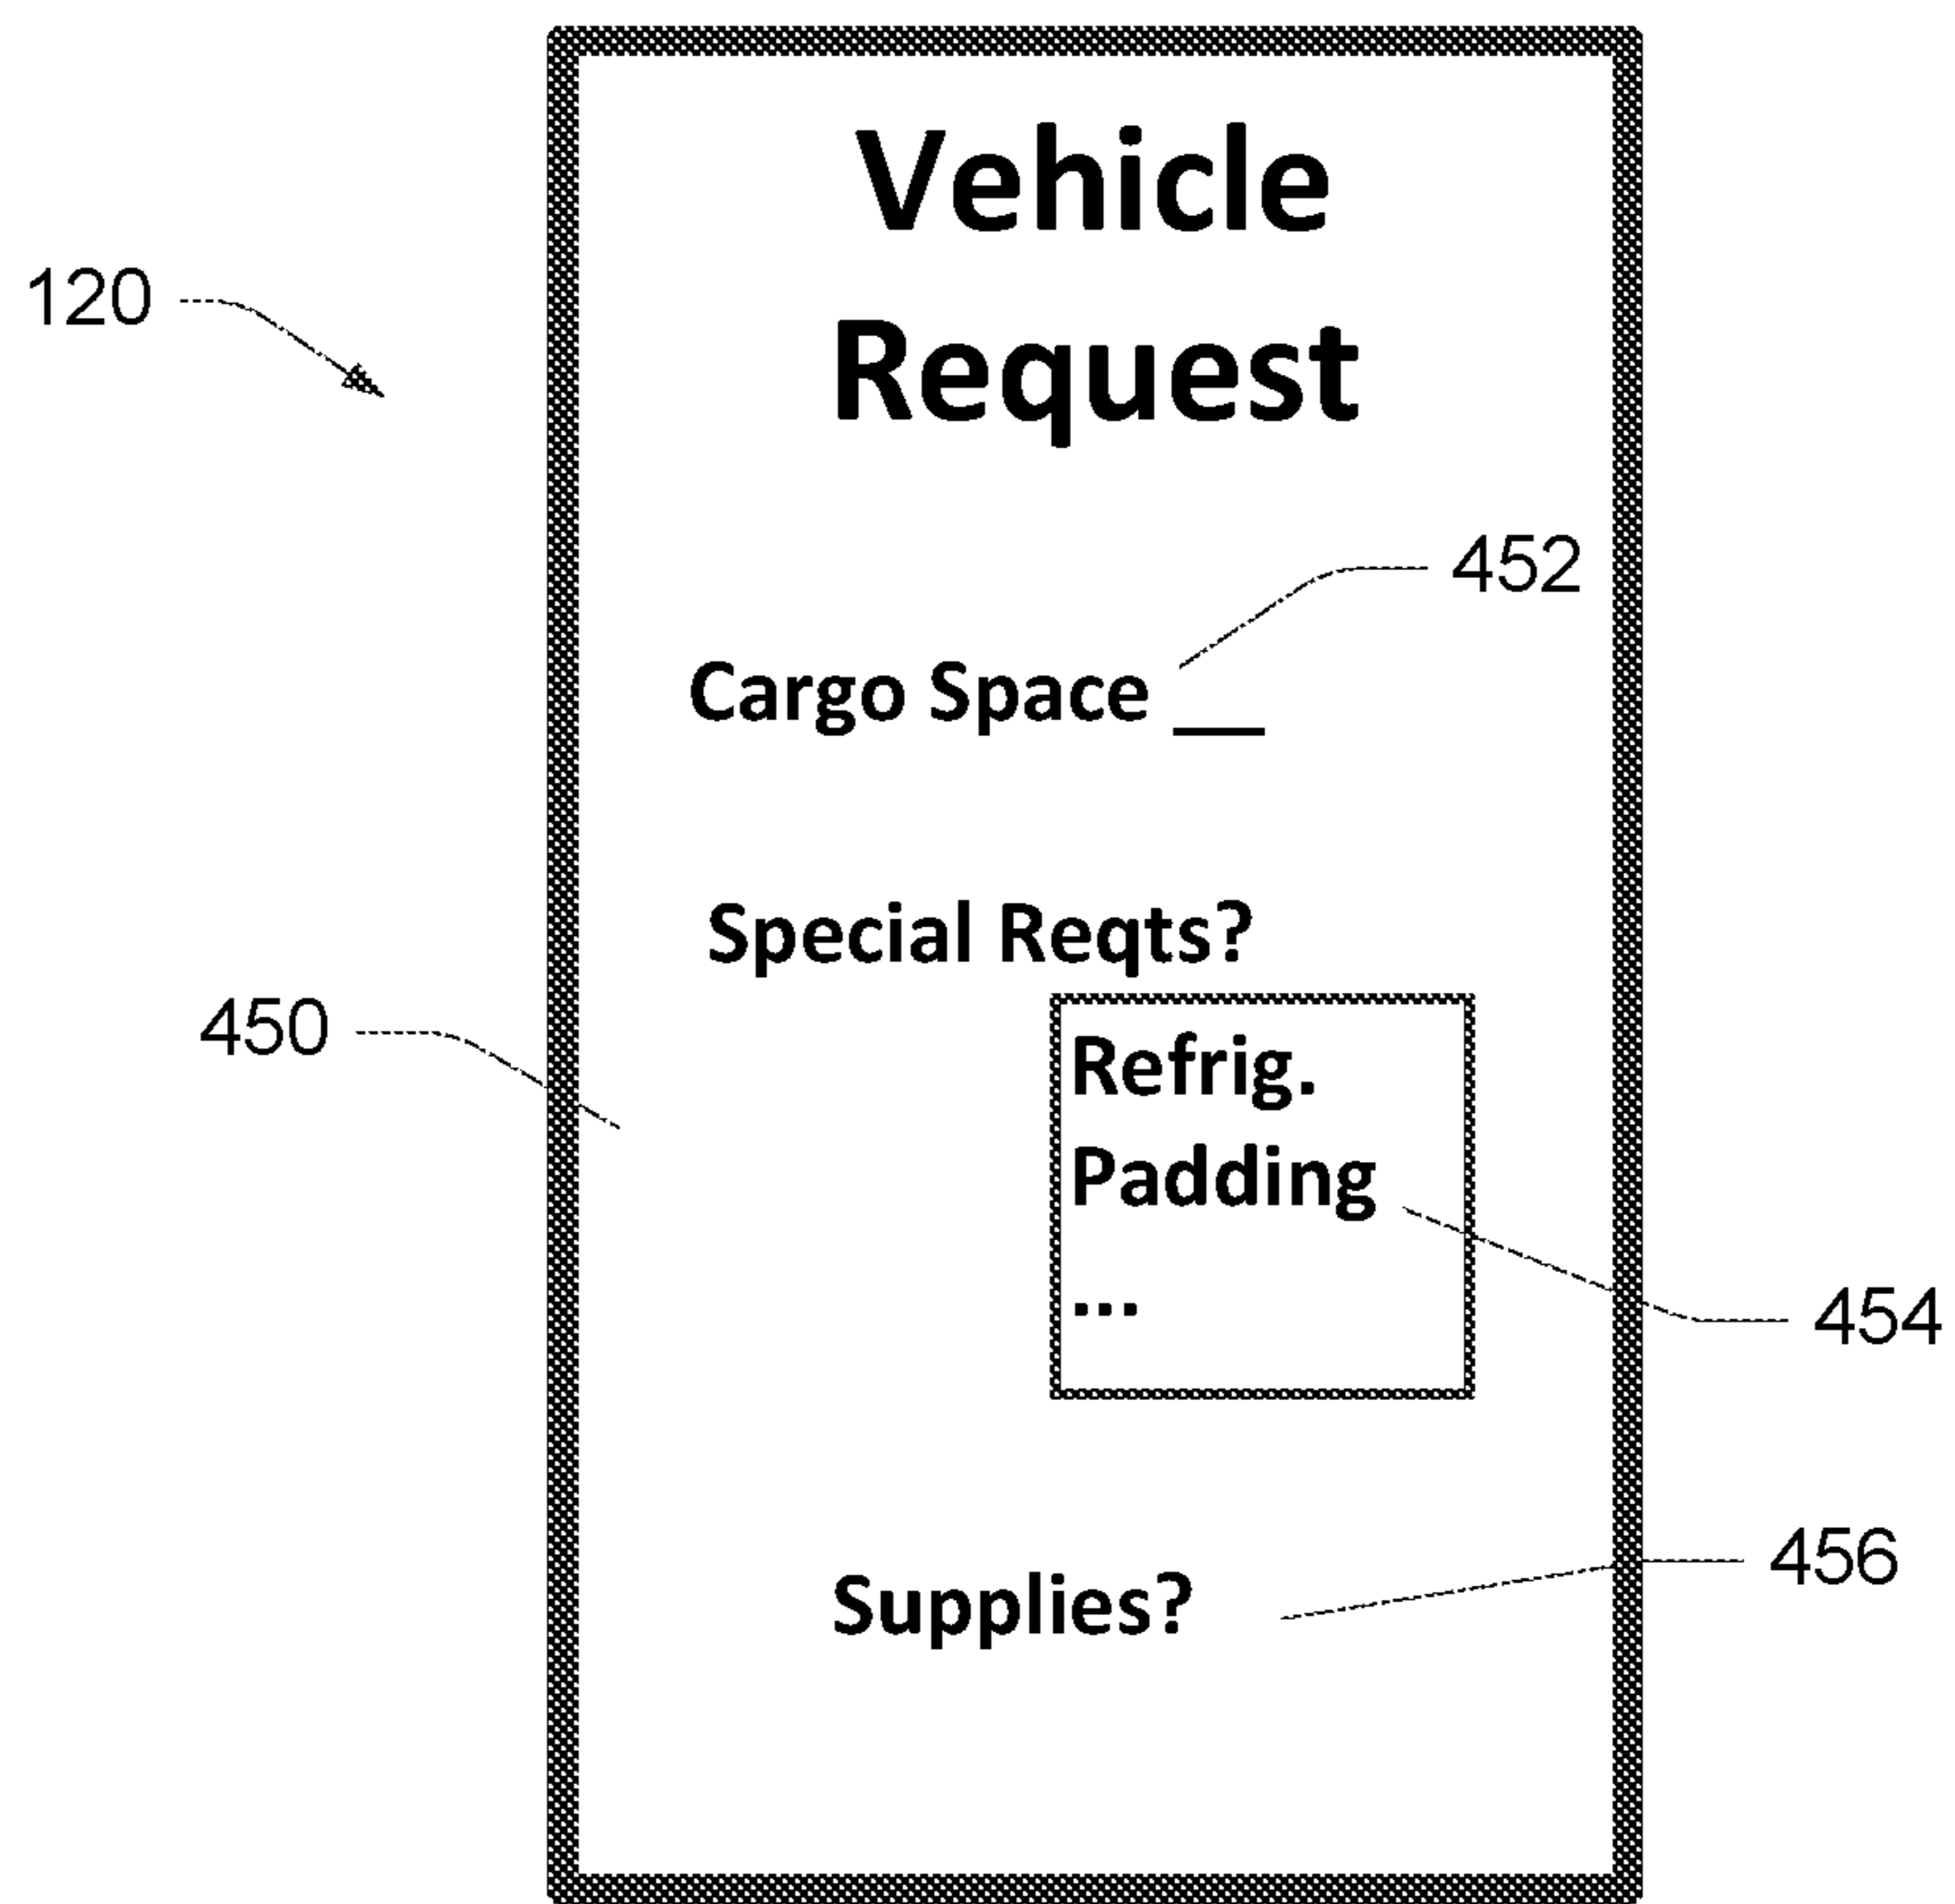 Vehicle
Request
120
452
Cargo Space __
Special Reqts?
450
Refrig.
Padding
...
454
456
Supplies?